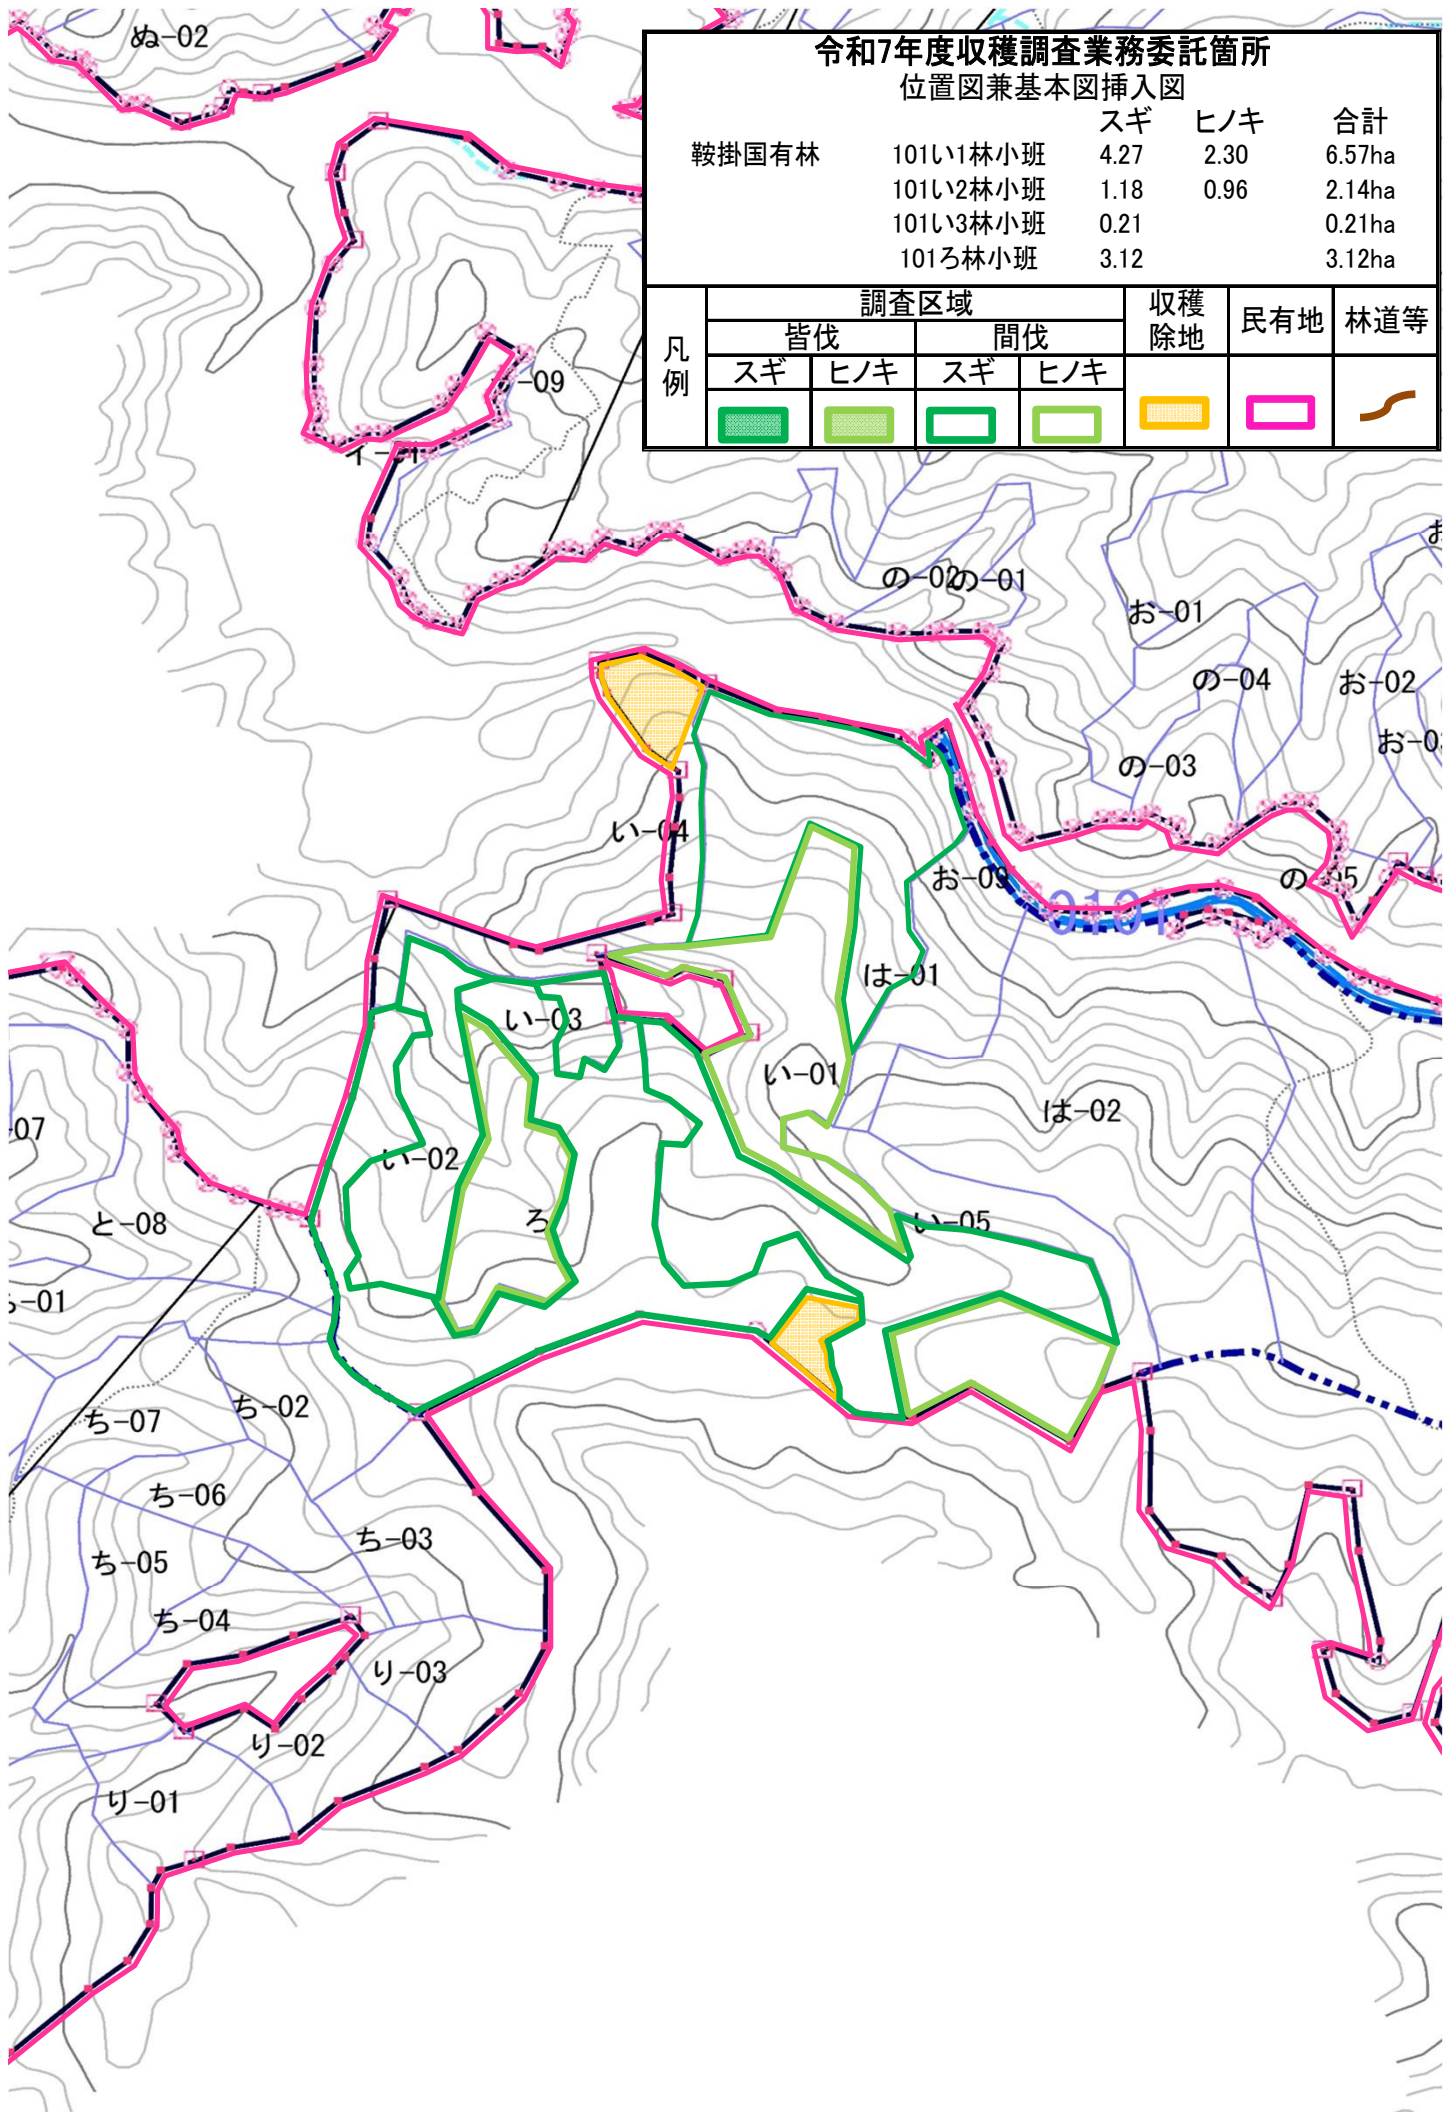 令和7年度収穫調査業務委託箇所
位置図兼基本図挿入図
スギ ヒノキ 合計
鞍掛国有林 101い1林小班 4.27 2.30 6.57ha
101い2林小班 1.18 0.96 2.14ha
101い3林小班 0.21 0.21ha
101ろ林小班 3.12 3.12ha
凡例
調査区域
皆伐 間伐
スギ ヒノキ スギ ヒノキ
収穫除地
民有地
林道等
ぬ-02
-09
の-02
の-01
お-01
の-04
お-02
の-03
い-04
お-09
の-05
0101
は-01
い-03
い-01
は-02
-07
い-02
と-08
ろ
い-05
-01
ち-02
ち-07
ち-06
ち-03
ち-05
ち-04
り-03
り-02
り-01